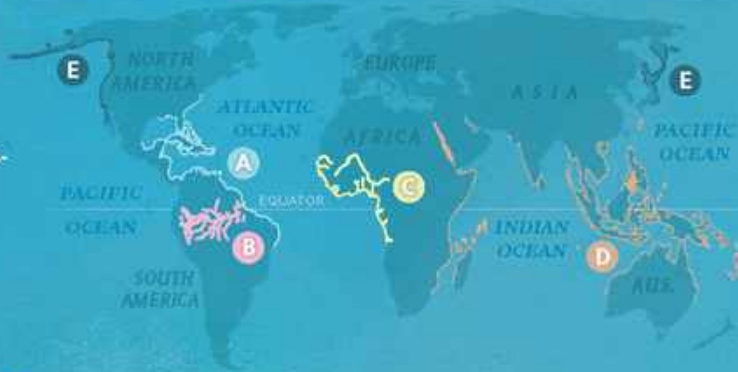 NORTH
AMERICA
E
ATLANTIC
OCEAN
EUROPE
ASIA
E
AFRICA
PACIFIC
OCEAN
A
C
PACIFIC
OCEAN
EQUATOR
B
INDIAN
OCEAN
D
SOUTH
AMERICA
AUS.